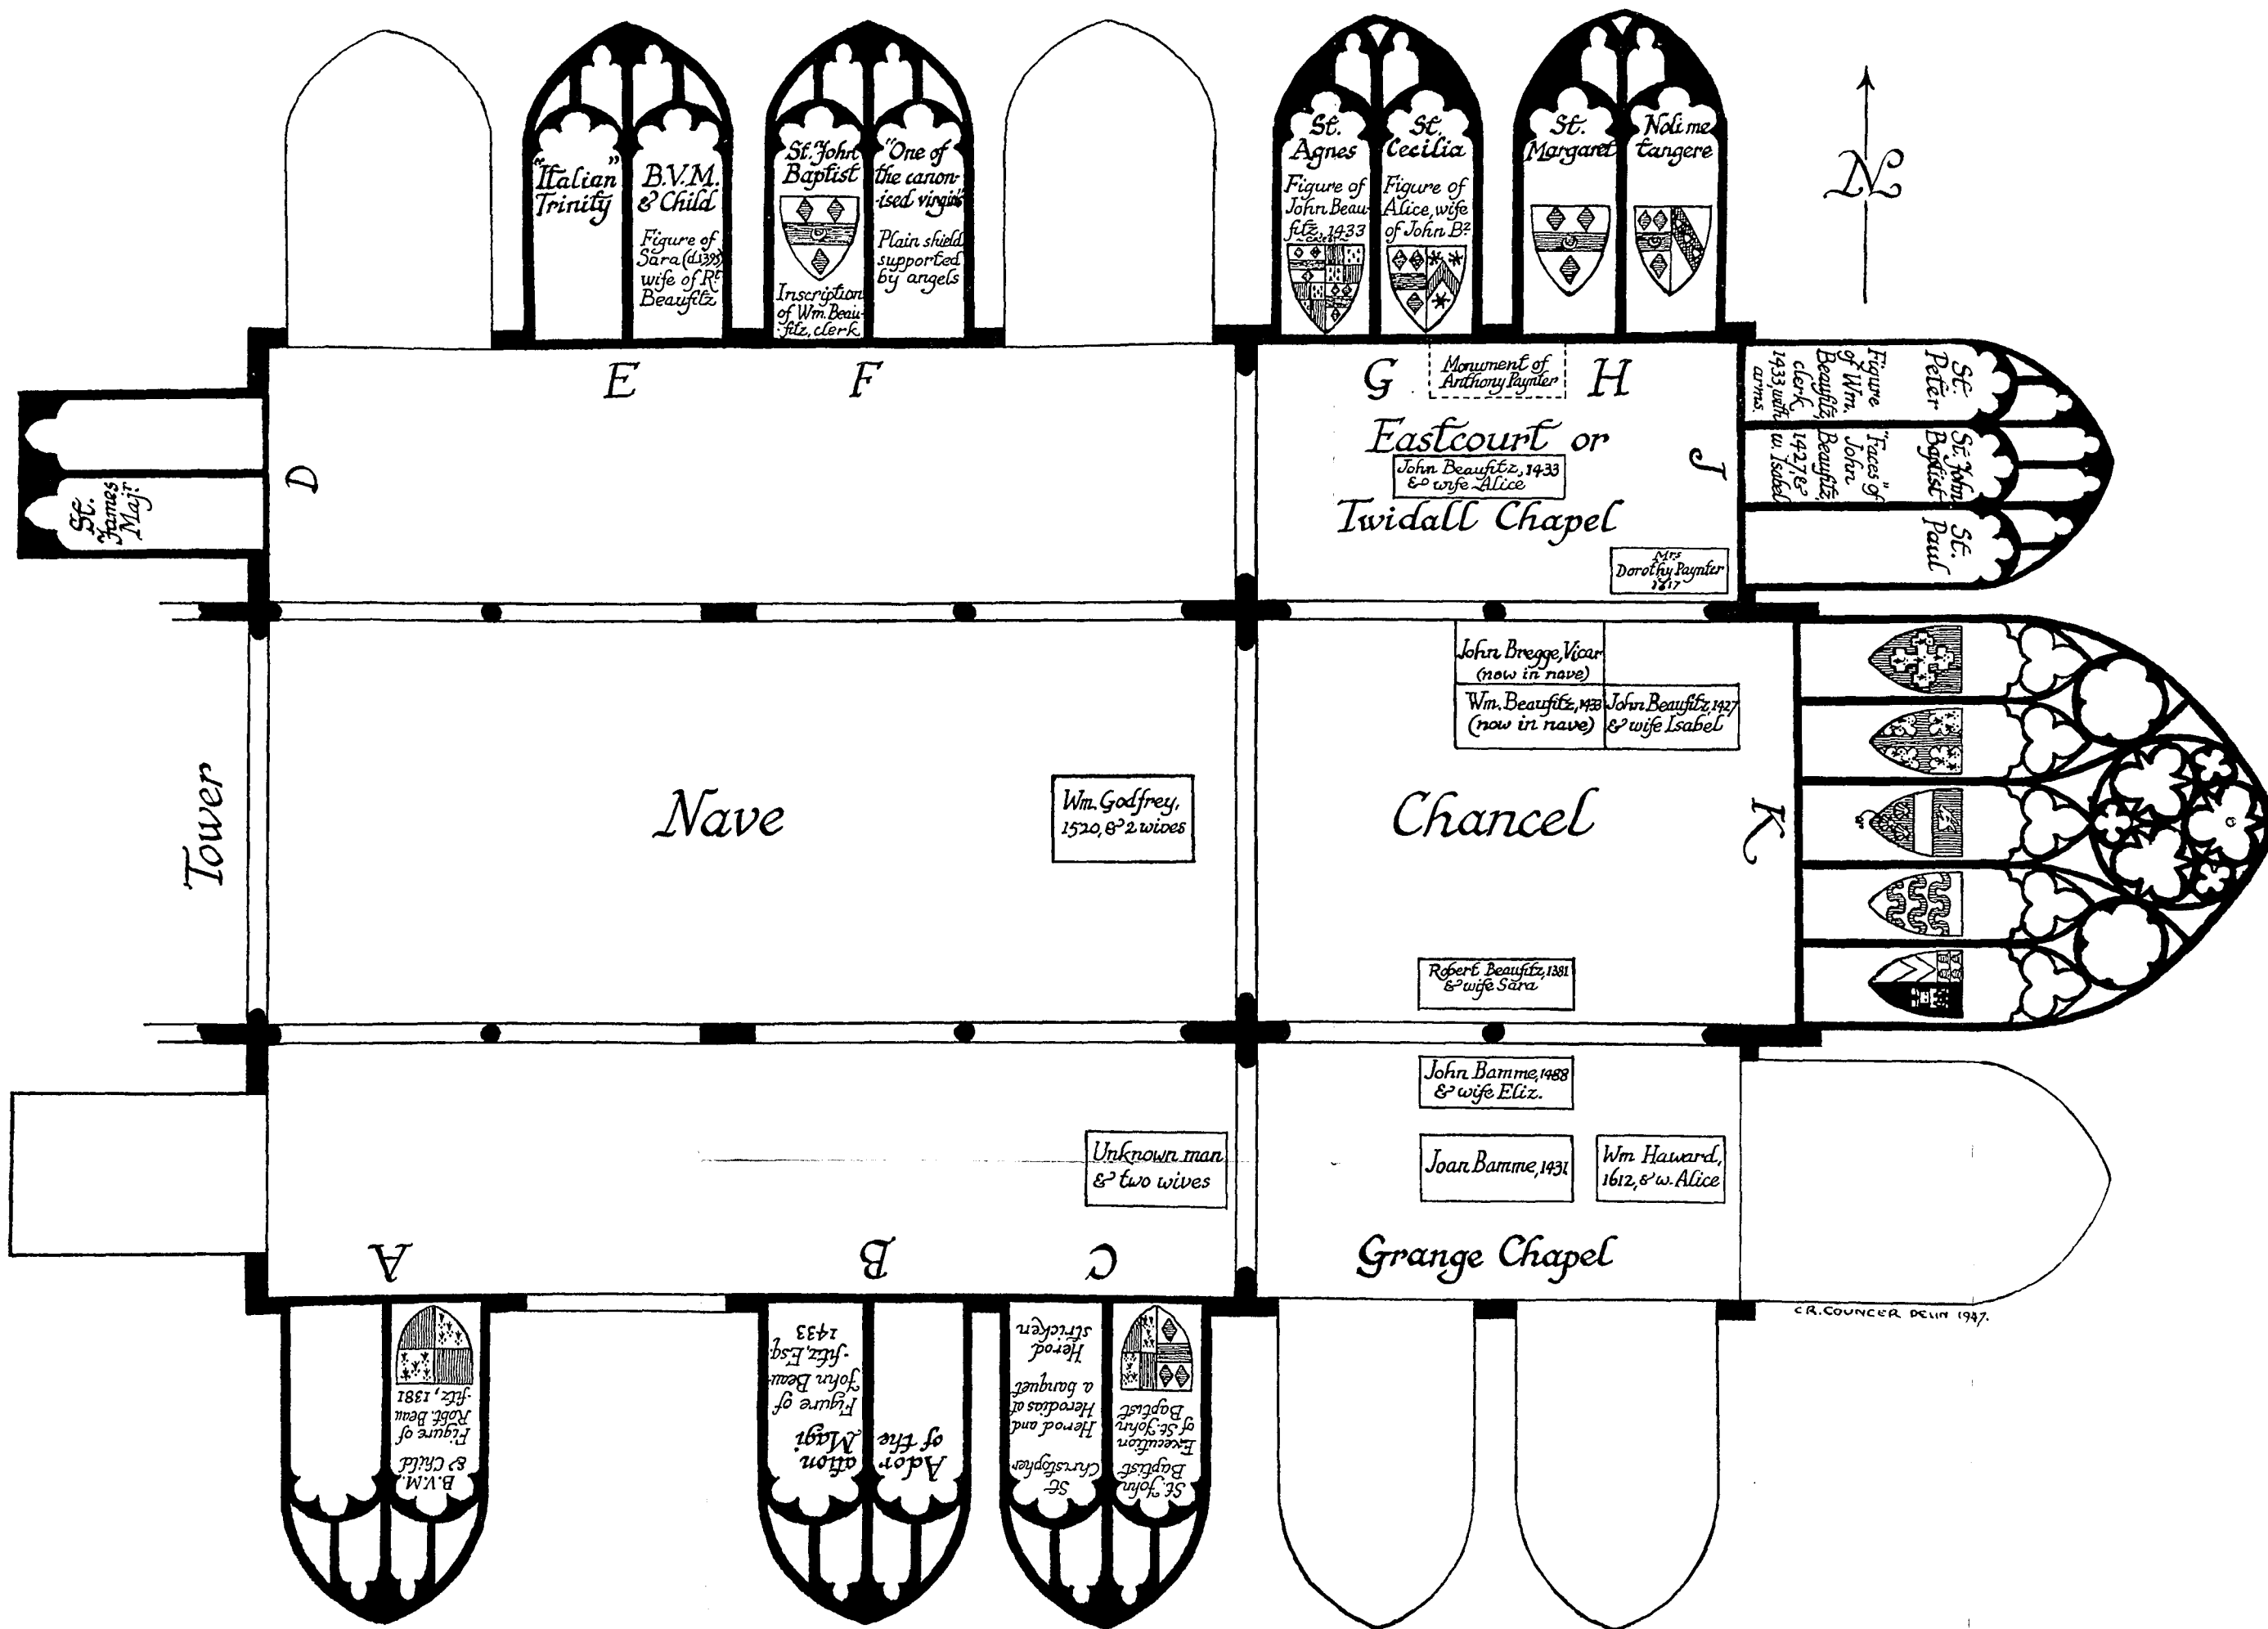 "Italian"
Trinity
B.V.M.
& Child
Figure of
Sara (d.1395)
wife of Rt.
Beaufitz
St. John
Baptist
Inscription
of Wm. Beau-
-fitz, clerk
"One of
the canon-
-ised virgins"
Plain shield
supported
by angels
St.
Agnes
Figure of
John Beau-
fitz, 1433
St.
Cecilia
Figure of
Alice, wife
of John Bz.
St.
Margaret
Noli me
tangere
N
E
F
G
Monument of
Anthony Paynter
H
Eastcourt or
John Beaufitz, 1433
& wife Alice
Twidall Chapel
Mrs
Dorothy Paynter
1617
J
St.
Peter
Figure
of Wm.
Beaufitz,
clerk
1433, with
arms.
St. John
Baptist
"Faces" of
John
Beaufitz,
1427, &
w. Isabel
St.
Paul
D
St.
James
Majr.
Tower
Nave
Wm. Godfrey,
1520, & 2 wives
John Bregge, Vicar
(now in nave)
Wm. Beaufitz, 1433
(now in nave)
John Beaufitz, 1427
& wife Isabel
Chancel
K
Robert Beaufitz, 1381
& wife Sara
John Bamme, 1488
& wife Eliz.
Unknown man
& two wives
Joan Bamme, 1431
Wm Haward,
1612, & w. Alice
Grange Chapel
A
B
C
B.V.M.
& Child
Figure of
Robt. Beau
-fitz, 1381
Ador
of the
ation
Magi
Figure of
John Beau-
-fitz, Esq.
1433
St. John
Baptist
Execution
of St. John
Baptist
St.
Christopher
Herod and
Herodias at
a banquet
Herod
stricken
C.R. COUNCER DELIN 1947.